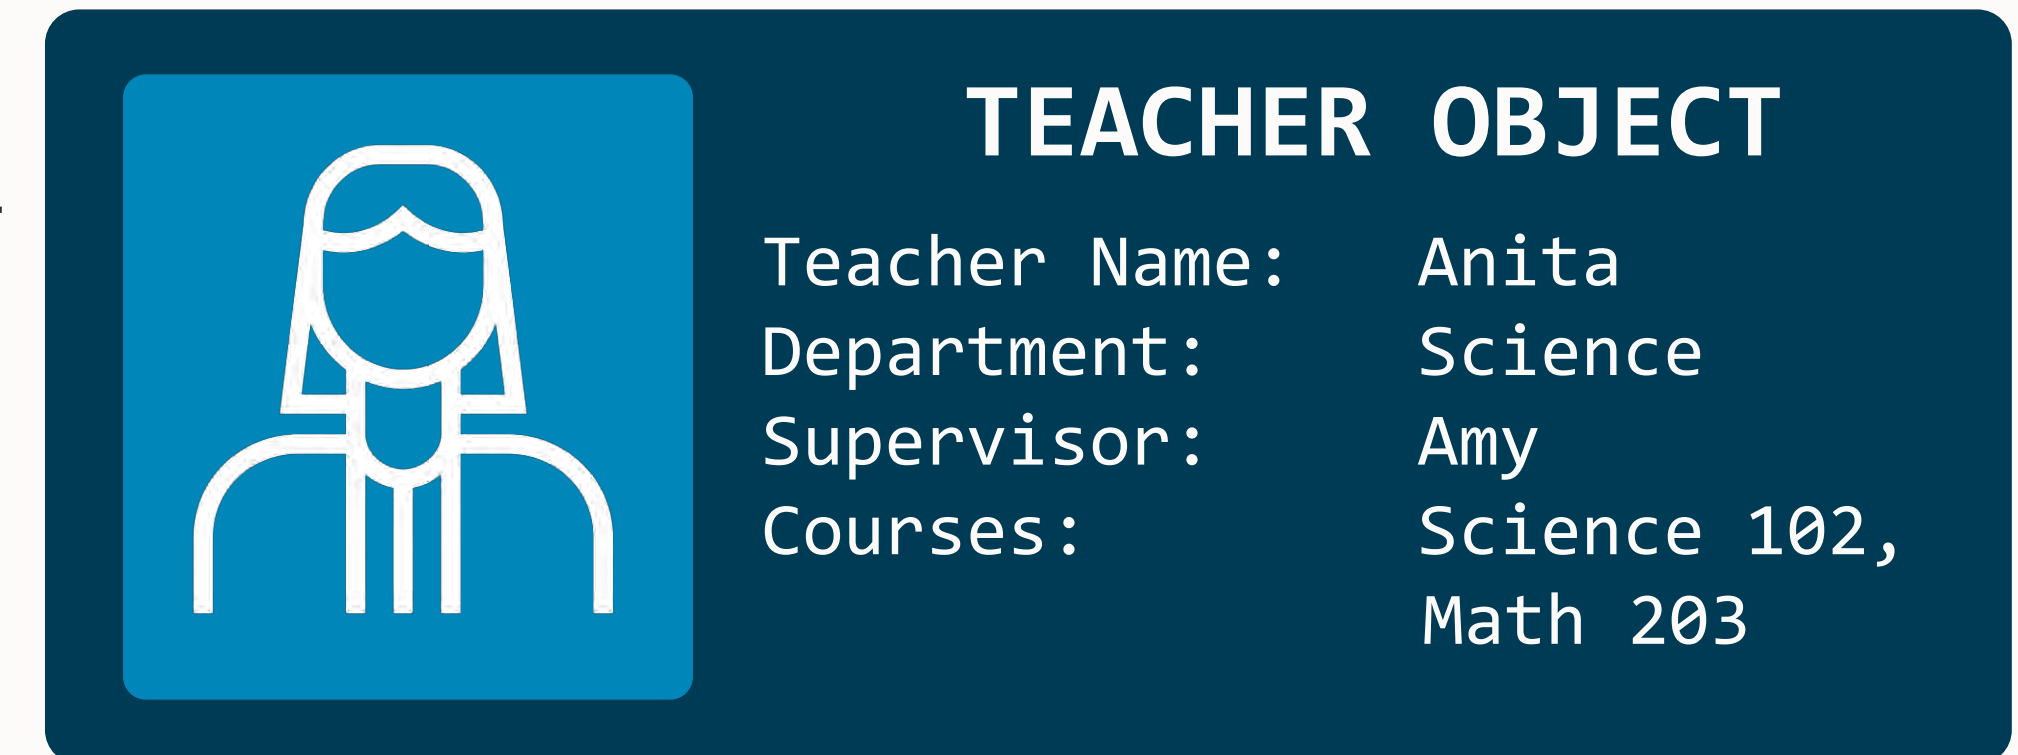 TEACHER OBJECT
Teacher Name: Anita
Department: Science
Supervisor: Amy
Courses: Science 102,
Math 203